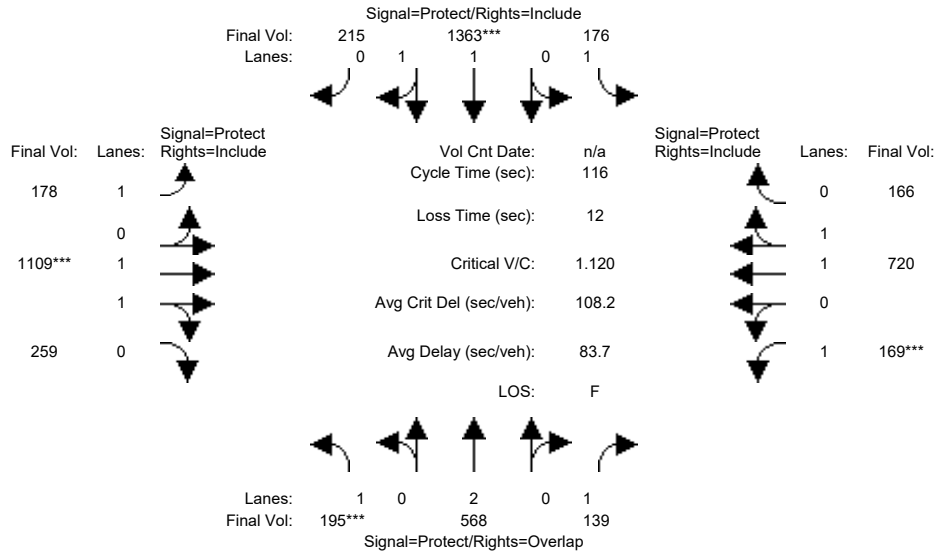 Signal=Protect/Rights=Include
Final Vol: 215 1363*** 176
Lanes: 0 1 1 0 1
Signal=Protect
Final Vol: Lanes: Rights=Include
Vol Cnt Date: n/a
Signal=Protect
Rights=Include Lanes: Final Vol:
Cycle Time (sec): 116
178 1
0 166
Loss Time (sec): 12
0
1
1109*** 1
Critical V/C: 1.120
1 720
1
Avg Crit Del (sec/veh): 108.2
0
259 0
Avg Delay (sec/veh): 83.7
1 169***
LOS: F
Lanes: 1 0 2 0 1
Final Vol: 195*** 568 139
Signal=Protect/Rights=Overlap